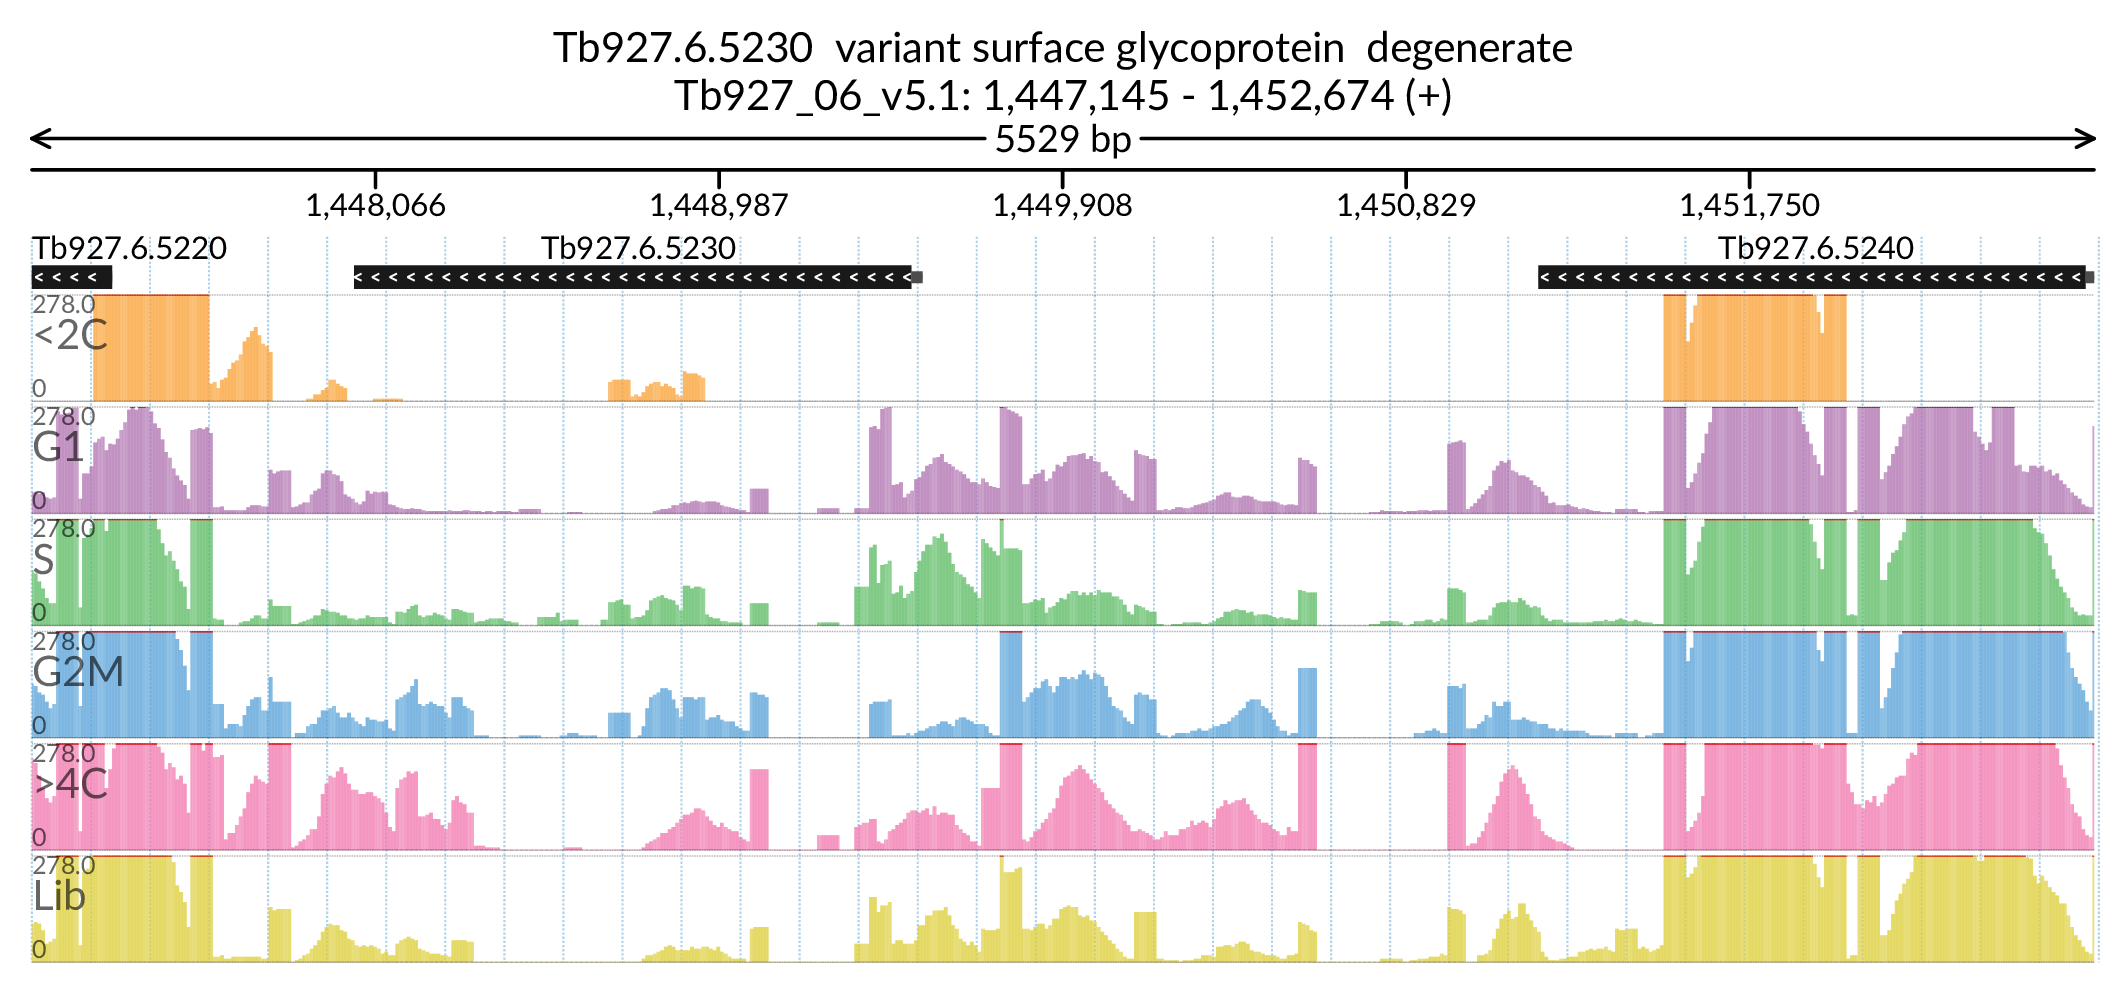 Tb927.6.5230  variant surface glycoprotein  degenerate
Tb927_06_v5.1: 1,447,145 - 1,452,674 (+)
5529 bp
1,448,066 1,448,987 1,449,908 1,450,829 1,451,750
Tb927.6.5220 Tb927.6.5230 Tb927.6.5240
278.0
<2C
0
278.0
G1
0
278.0
S
0
278.0
G2M
0
278.0
>4C
0
278.0
Lib
0